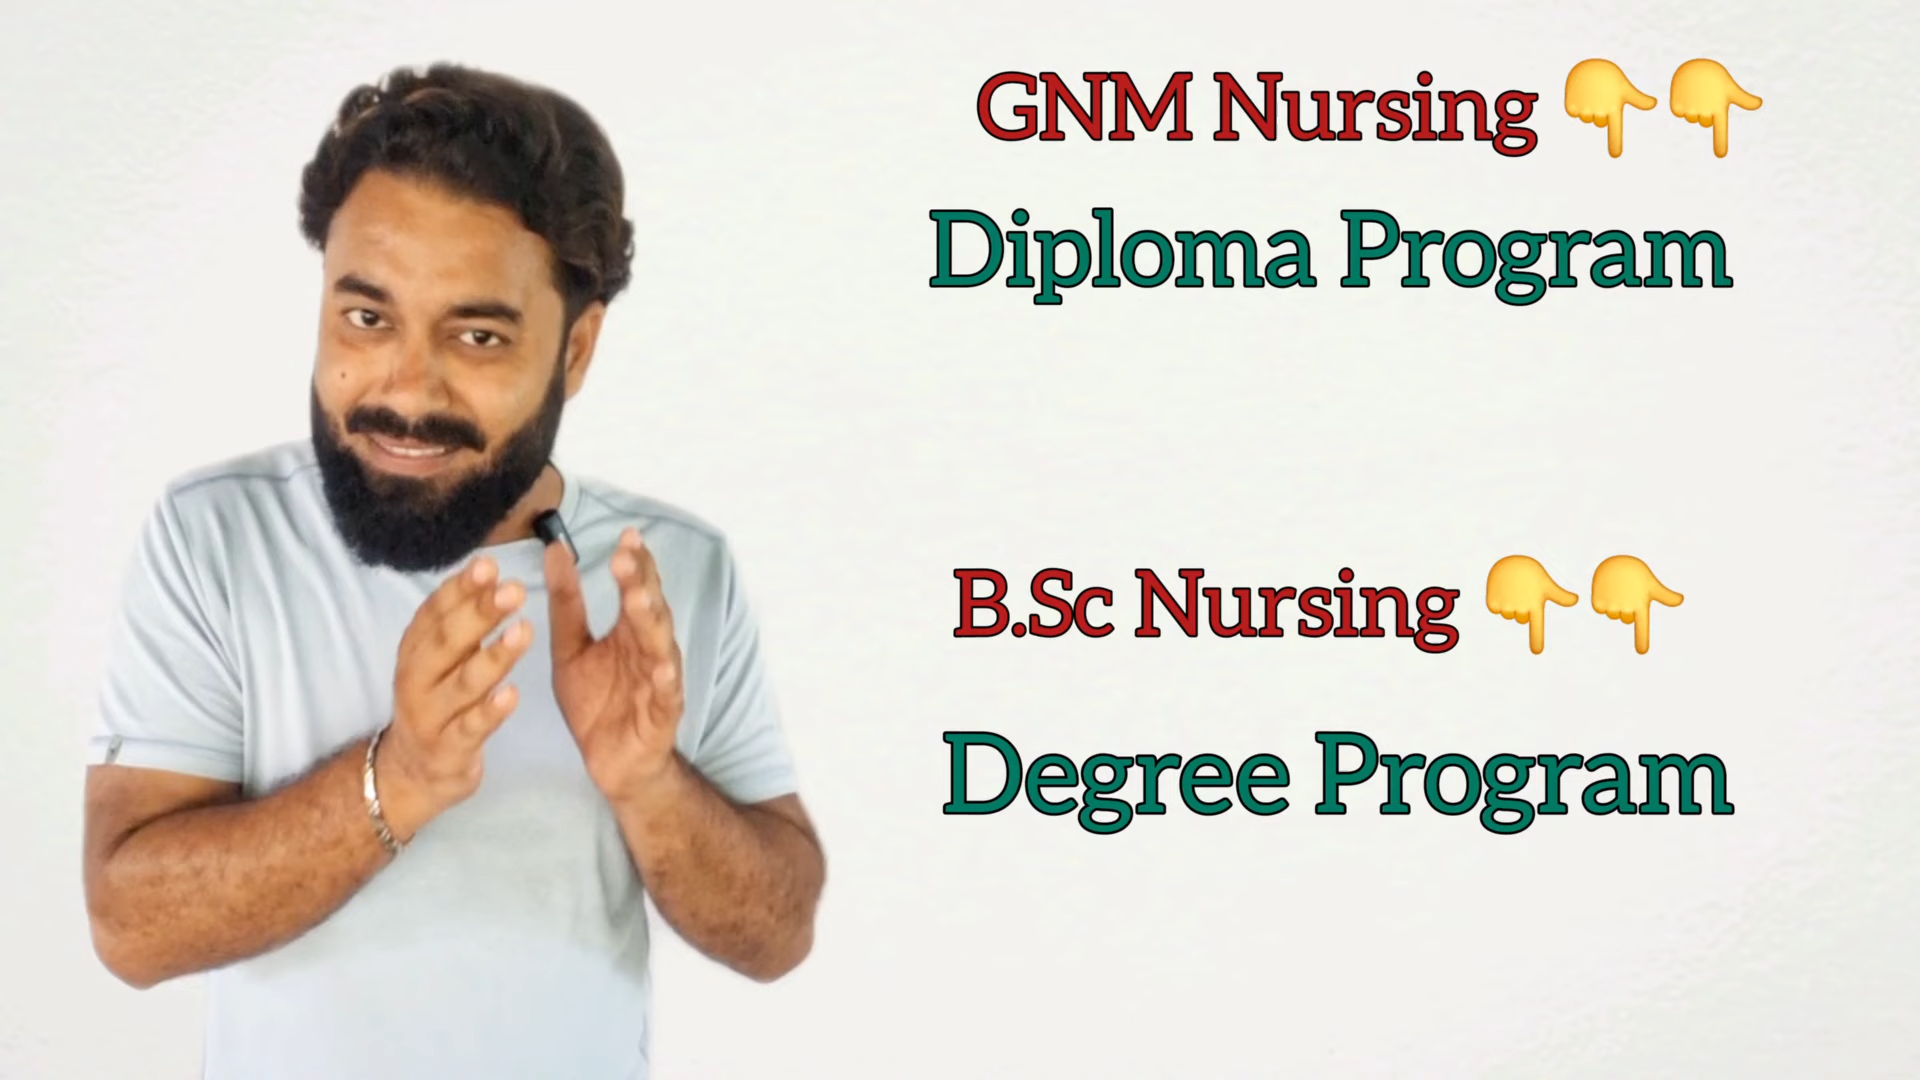 GNM Nursing 👇👇
Diploma Program
B.Sc Nursing 👇👇
Degree Program